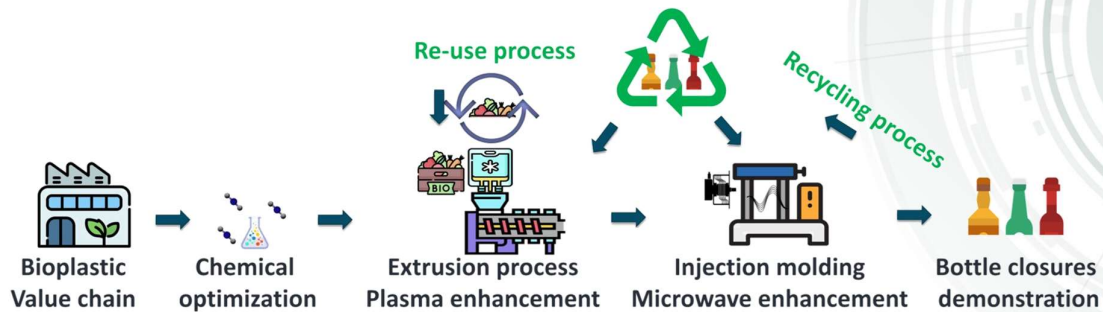 Re-use process
Recycling process
BIO
Bioplastic
Value chain
Chemical
optimization
Extrusion process
Plasma enhancement
Injection molding
Microwave enhancement
Bottle closures
demonstration